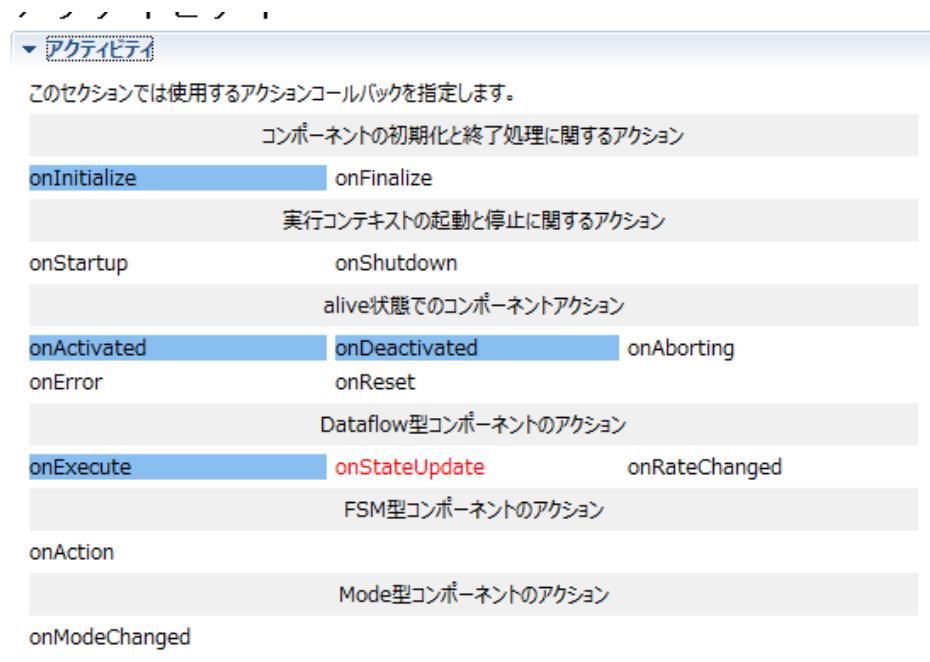 アクティビティ
このセクションでは使用するアクションコールバックを指定します。
コンポーネントの初期化と終了処理に関するアクション
onInitialize onFinalize
実行コンテキストの起動と停止に関するアクション
onStartup onShutdown
alive状態でのコンポーネントアクション
onActivated onDeactivated onAborting
onError onReset
Dataflow型コンポーネントのアクション
onExecute onStateUpdate onRateChanged
FSM型コンポーネントのアクション
onAction
Mode型コンポーネントのアクション
onModeChanged